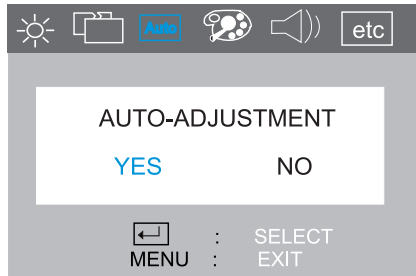 Auto etc
AUTO-ADJUSTMENT
YES NO
: SELECT
MENU : EXIT